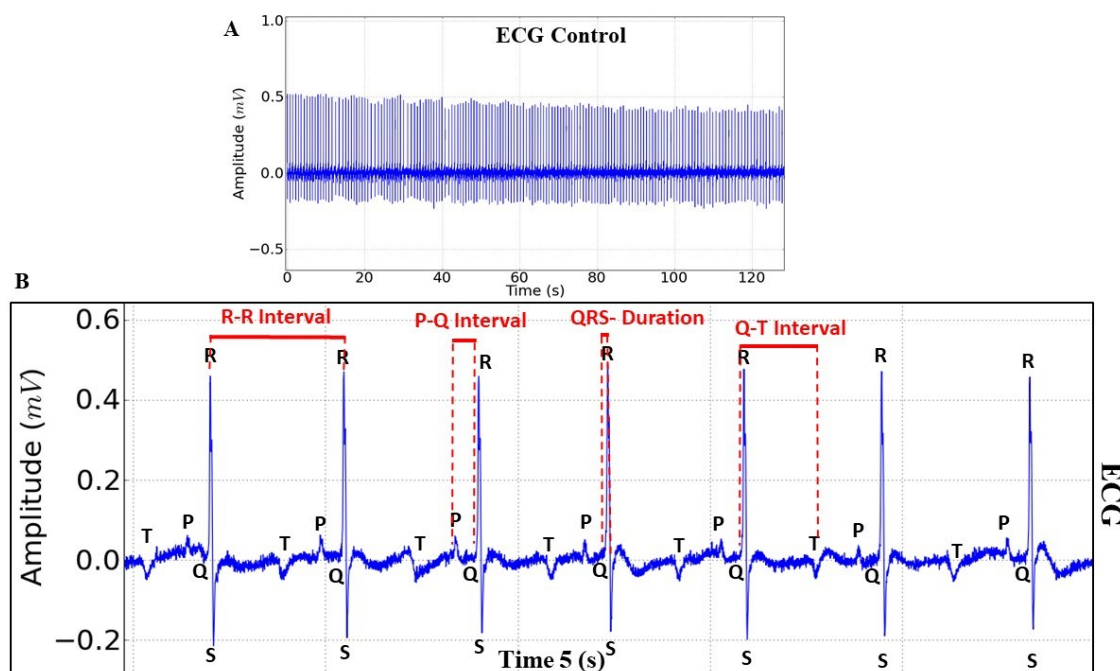 A
ECG Control
1.0
0.5
0.0
−0.5
Amplitude (mV)
0 20 40 60 80 100 120
Time (s)
B
R-R Interval
P-Q Interval
QRS- Duration
Q-T Interval
0.6
0.4
0.2
0.0
−0.2
Amplitude (mV)
R R R R R R R
T P T P T P T P T P T P T P
Q Q Q Q Q Q Q
S S S S S S S
Time 5 (s)
ECG